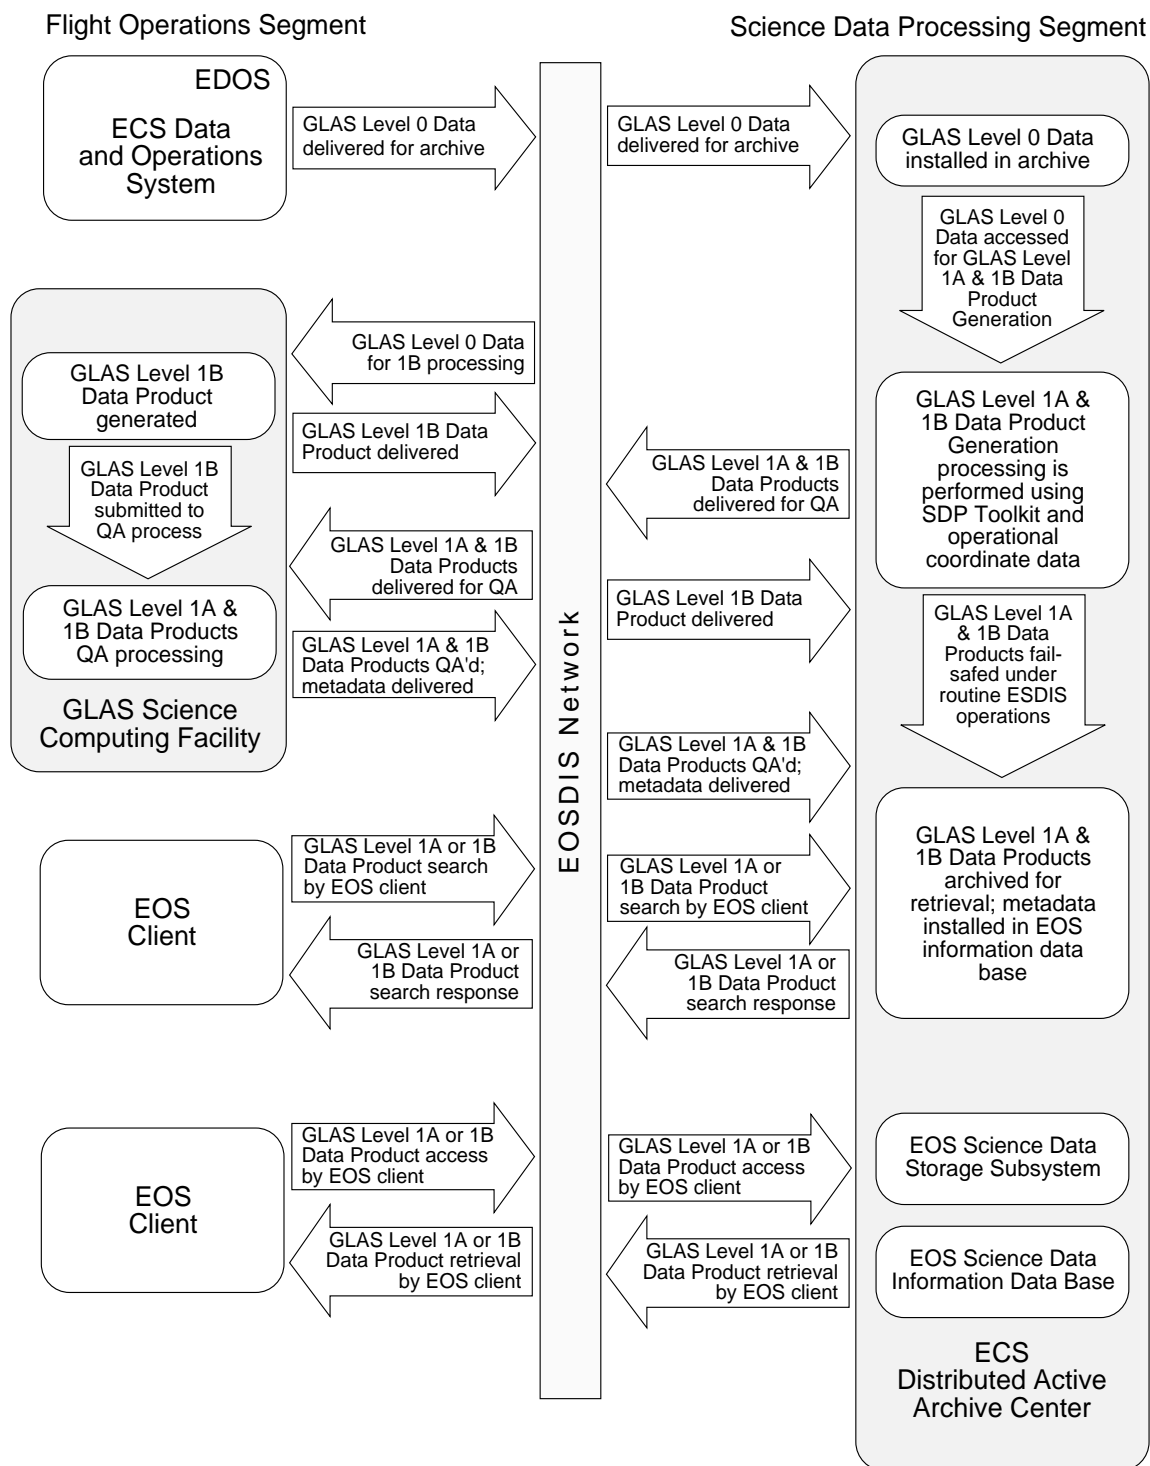 Flight Operations Segment
Science Data Processing Segment
EDOS
ECS Data
and Operations
System
GLAS Level 0 Data
delivered for archive
GLAS Level 0 Data
delivered for archive
GLAS Level 0 Data
installed in archive
GLAS Level 0
Data accessed
for GLAS Level
1A & 1B Data
Product
Generation
GLAS Level 0 Data
for 1B processing
GLAS Level 1B
Data Product
generated
GLAS Level 1B Data
Product delivered
GLAS Level 1B
Data Product
submitted to
QA process
GLAS Level 1A & 1B
Data Products
delivered for QA
GLAS Level 1A & 1B
Data Products
delivered for QA
GLAS Level 1A &
1B Data Product
Generation
processing is
performed using
SDP Toolkit and
operational
coordinate data
GLAS Level 1A &
1B Data Products
QA processing
GLAS Level 1A & 1B
Data Products QA'd;
metadata delivered
GLAS Level 1B Data
Product delivered
GLAS Level 1A
& 1B Data
Products fail-
safed under
routine ESDIS
operations
GLAS Science
Computing Facility
EOSDIS Network
GLAS Level 1A & 1B
Data Products QA'd;
metadata delivered
GLAS Level 1A &
1B Data Products
archived for
retrieval; metadata
installed in EOS
information data
base
EOS
Client
GLAS Level 1A or 1B
Data Product search
by EOS client
GLAS Level 1A or
1B Data Product
search by EOS client
GLAS Level 1A or
1B Data Product
search response
GLAS Level 1A or
1B Data Product
search response
EOS
Client
GLAS Level 1A or 1B
Data Product access
by EOS client
GLAS Level 1A or 1B
Data Product access
by EOS client
EOS Science Data
Storage Subsystem
GLAS Level 1A or 1B
Data Product retrieval
by EOS client
GLAS Level 1A or 1B
Data Product retrieval
by EOS client
EOS Science Data
Information Data Base
ECS
Distributed Active
Archive Center